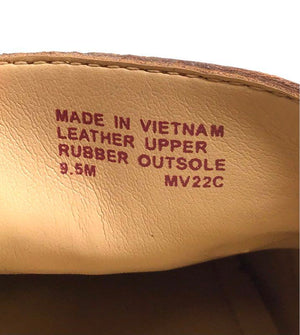 MADE IN VIETNAM
LEATHER UPPER
RUBBER OUTSOLE
9.5M MV22C